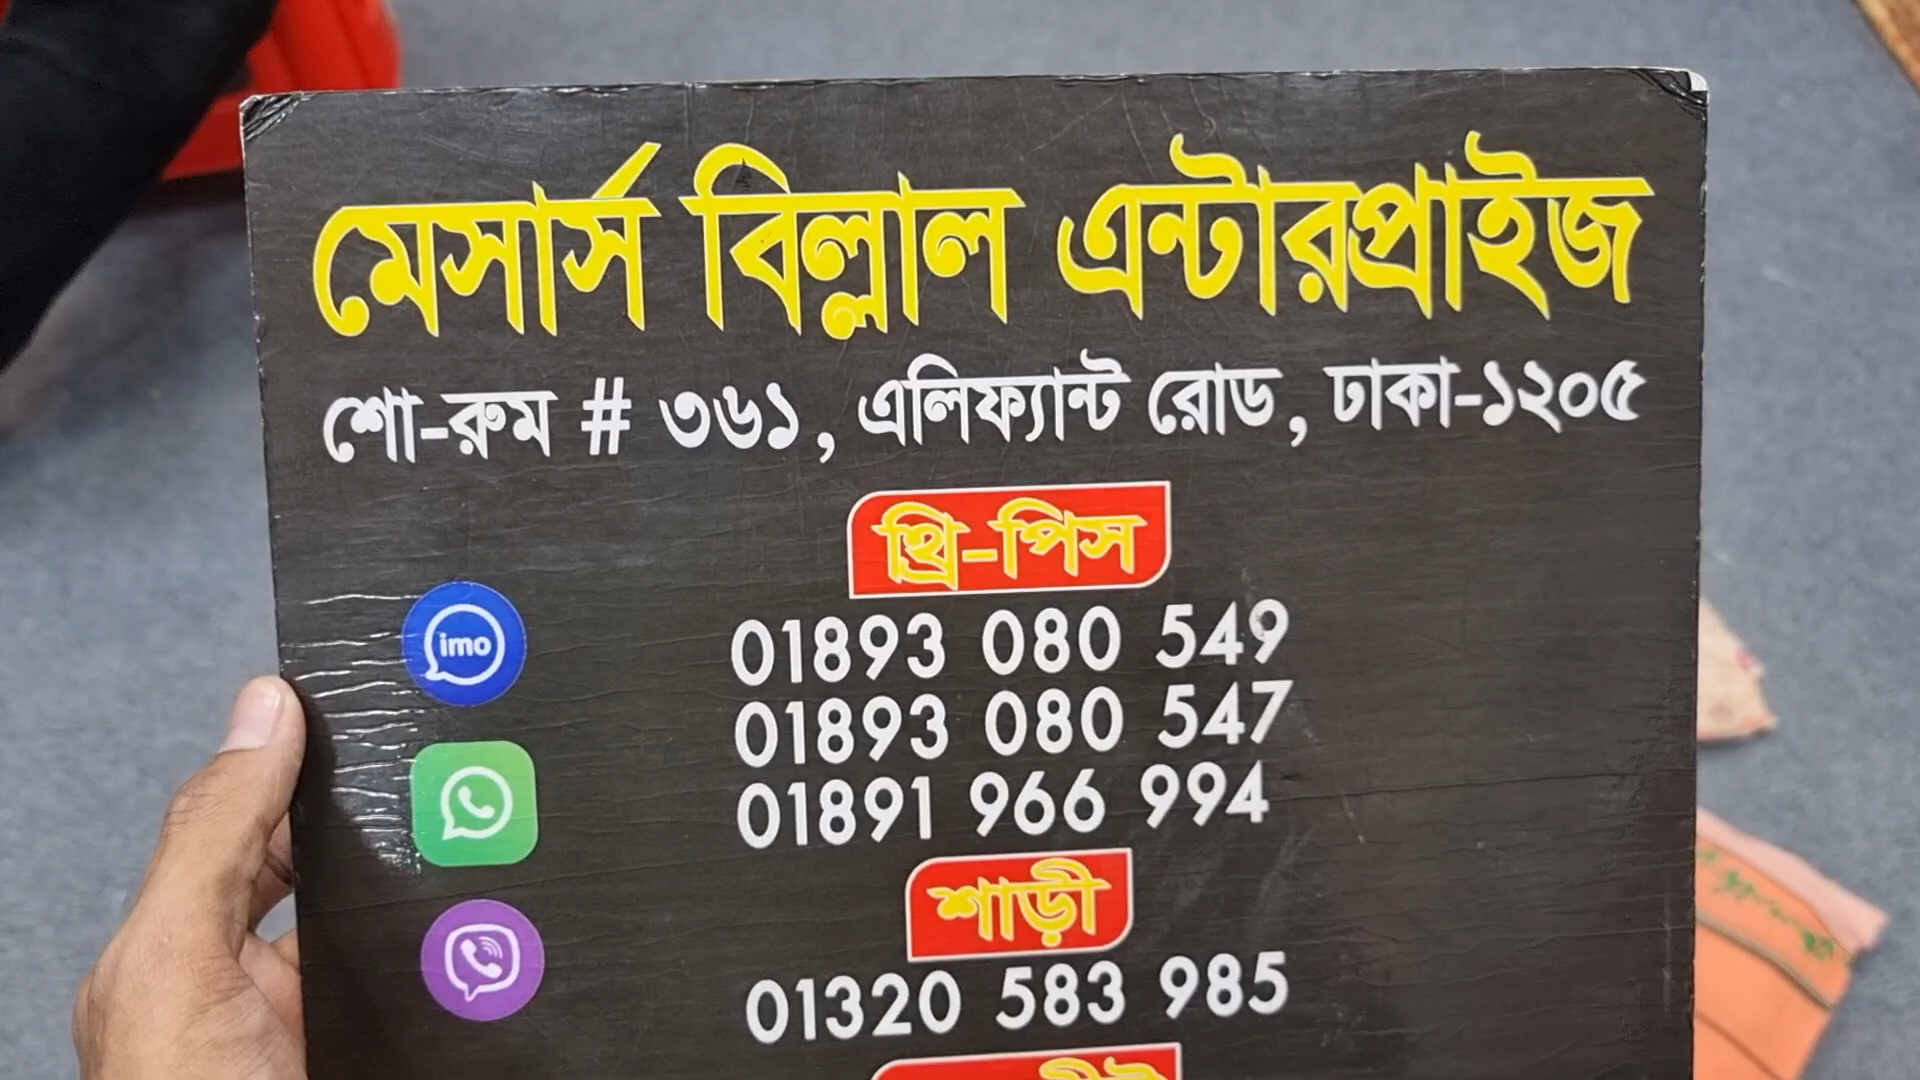 মেসার্স বিল্লাল এন্টারপ্রাইজ
শো-রুম # ৩৬১, এলিফ্যান্ট রোড, ঢাকা-১২০৫
থ্রি-পিস
imo
01893 080 549
01893 080 547
01891 966 994
শাড়ী
01320 583 985